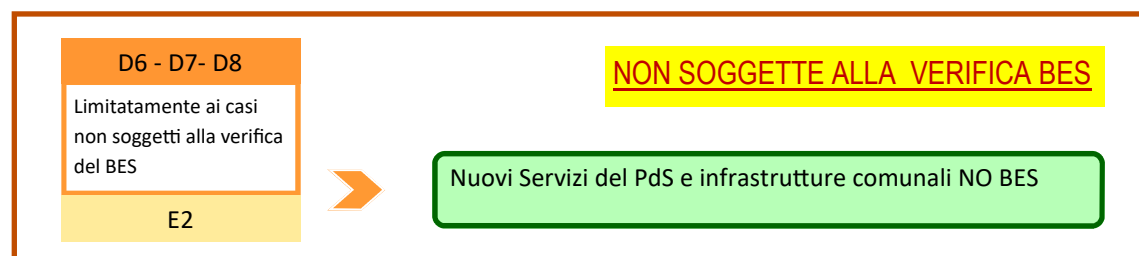 D6 - D7- D8
Limitatamente ai casi
non soggetti alla verifica
del BES
E2
NON SOGGETTE ALLA VERIFICA BES
Nuovi Servizi del PdS e infrastrutture comunali NO BES